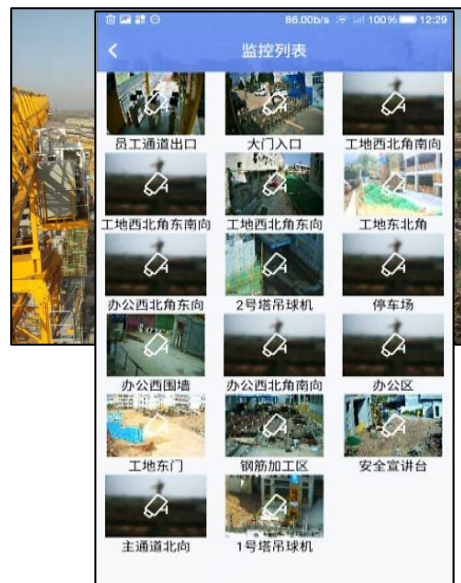 86.00b/s 100% 12:29
监控列表
员工通道出口 大门入口 工地西北角南向
工地西北角东南向 工地西北角东向 工地东北角
办公西北角东向 2号塔吊球机 停车场
办公西围墙 办公西北角南向 办公区
工地东门 钢筋加工区 安全宣讲台
主通道北向 1号塔吊球机